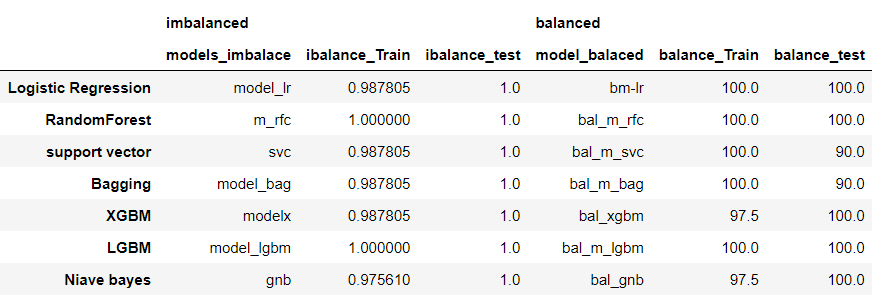 imbalanced balanced
models_imbalace ibalance_Train ibalance_test model_balaced balance_Train balance_test
Logistic Regression model_lr 0.987805 1.0 bm-lr 100.0 100.0
RandomForest m_rfc 1.000000 1.0 bal_m_rfc 100.0 100.0
support vector svc 0.987805 1.0 bal_m_svc 100.0 90.0
Bagging model_bag 0.987805 1.0 bal_m_bag 100.0 90.0
XGBM modelx 0.987805 1.0 bal_xgbm 97.5 100.0
LGBM model_lgbm 1.000000 1.0 bal_m_lgbm 100.0 100.0
Niave bayes gnb 0.975610 1.0 bal_gnb 97.5 100.0